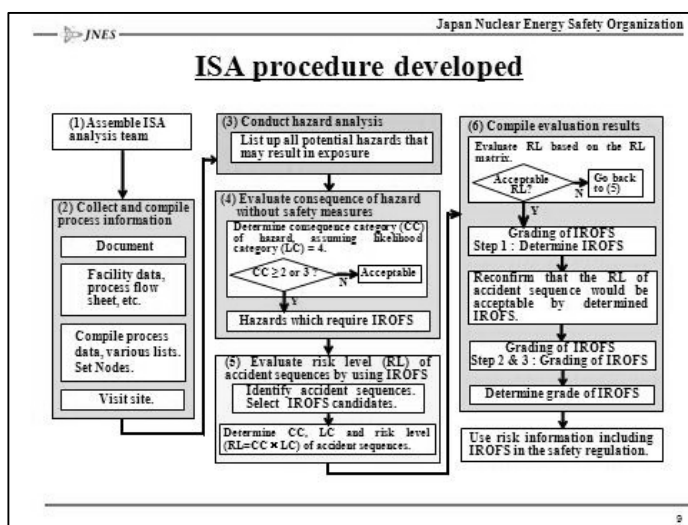 JNES
Japan Nuclear Energy Safety Organization
ISA procedure developed
(1) Assemble ISA
analysis team
(2) Collect and compile
process information
Document
Facility data,
process flow
sheet, etc.
Compile process
data, various lists.
Set Nodes.
Visit site.
(3) Conduct hazard analysis
List up all potential hazards that
may result in exposure
(4) Evaluate consequence of hazard
without safety measures
Determine consequence category (CC)
of hazard, assuming likelihood
category (LC) = 4.
CC ≥ 2 or 3 ?
N
Acceptable
Y
Hazards which require IROFS
(5) Evaluate risk level (RL) of
accident sequences by using IROFS
Identify accident sequences.
Select IROFS candidates.
Determine CC, LC and risk level
(RL=CC × LC) of accident sequences.
(6) Compile evaluation results
Evaluate RL based on the RL
matrix.
Acceptable
RL?
N
Go back
to (5)
Y
Grading of IROFS
Step 1 : Determine IROFS
Reconfirm that the RL of
accident sequence would be
acceptable by determined
IROFS.
Grading of IROFS
Step 2 & 3 : Grading of IROFS
Determine grade of IROFS
Use risk information including
IROFS in the safety regulation.
9